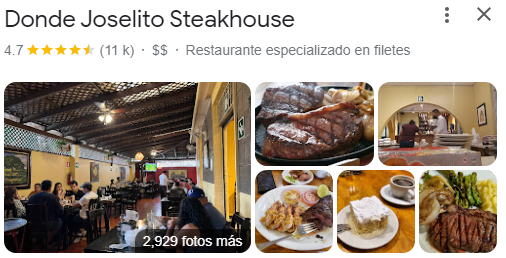 Donde Joselito Steakhouse
4.7 (11 k) · $$ · Restaurante especializado en filetes
2,929 fotos más